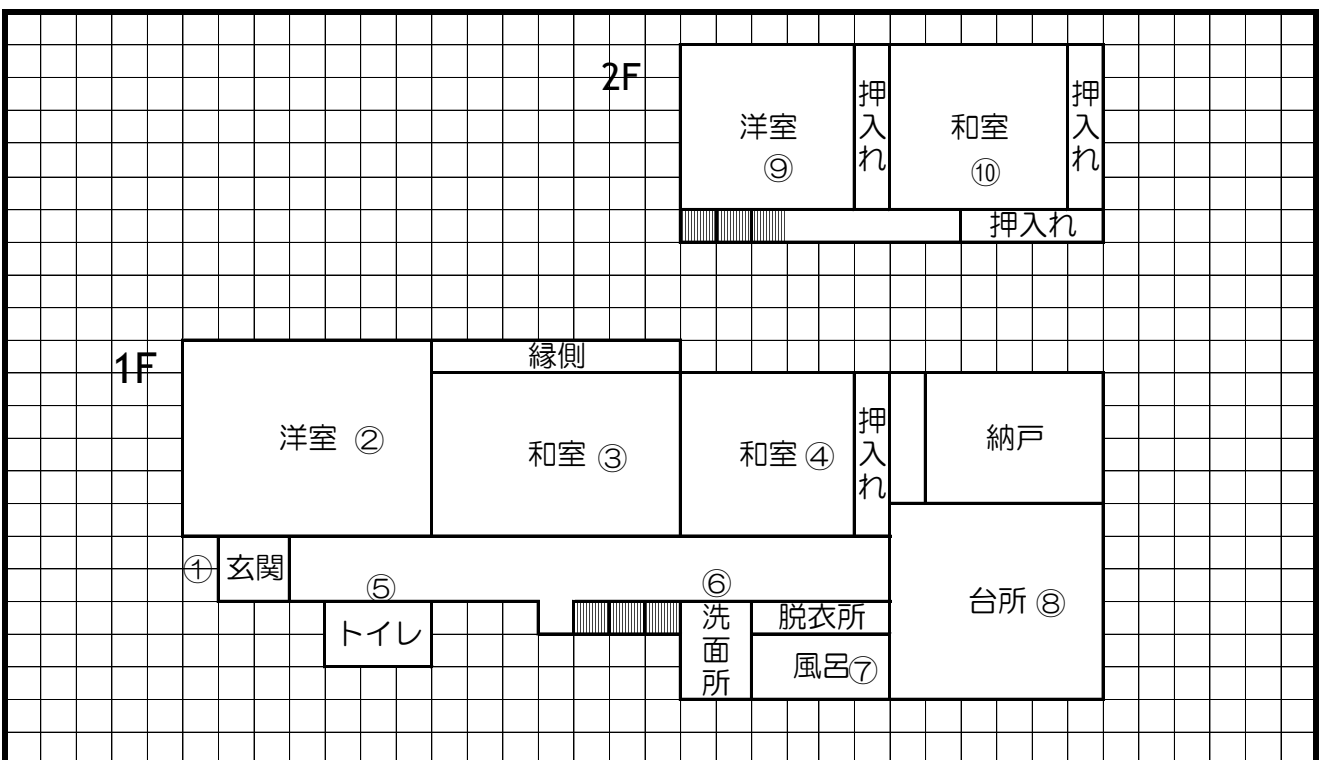 2F
洋室
⑨
押入れ
和室
⑩
押入れ
押入れ
1F
洋室 ②
縁側
和室 ③
和室 ④
押入れ
納戸
① 玄関
⑤
⑥
トイレ
洗面所
脱衣所
風呂⑦
台所 ⑧